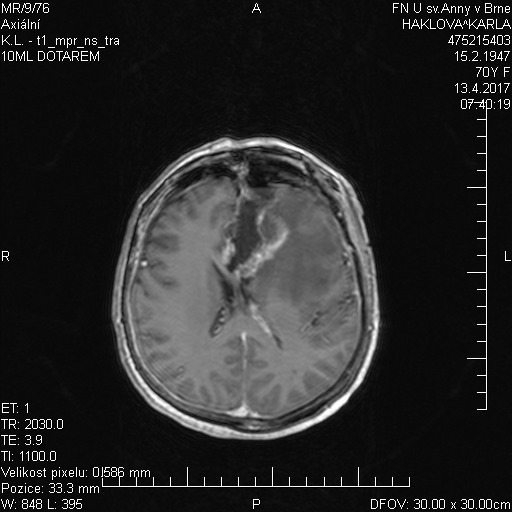 MR/9/76
Axiální
K.L. - t1_mpr_ns_tra
10ML DOTAREM
A
FN U sv.Anny v Brne
HAKLOVA^KARLA
475215403
15.2.1947
70Y F
13.4.2017
07:40:19
R
L
ET: 1
TR: 2030.0
TE: 3.9
TI: 1100.0
Velikost pixelu: 0.586 mm
Pozice: 33.3 mm
W: 848 L: 395
P
DFOV: 30.00 x 30.00cm